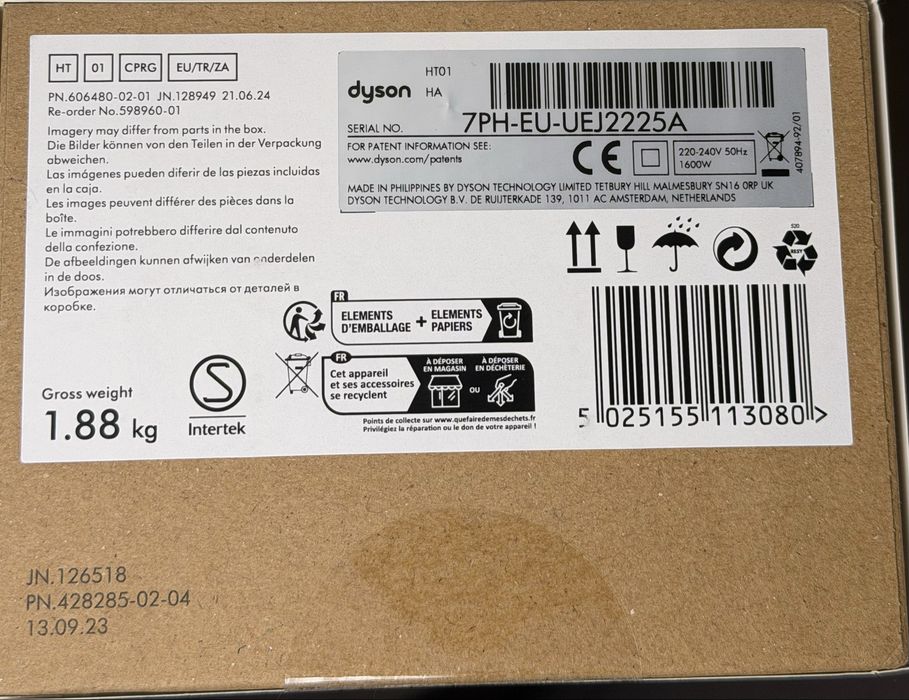 HT 01 CPRG EU/TR/ZA
PN.606480-02-01 JN.128949 21.06.24
Re-order No.598960-01
Imagery may differ from parts in the box.
Die Bilder können von den Teilen in der Verpackung
abweichen.
Las imágenes pueden diferir de las piezas incluidas
en la caja.
Les images peuvent différer des pièces dans la
boîte.
Le immagini potrebbero differire dal contenuto
della confezione.
De afbeeldingen kunnen afwijken van onderdelen
in de doos.
Изображения могут отличаться от деталей в
коробке.
Gross weight
1.88 kg
Intertek
dyson
HT01
HA
SERIAL NO.
7PH-EU-UEJ2225A
FOR PATENT INFORMATION SEE:
www.dyson.com/patents
CE
220-240V 50Hz
1600W
407894-92/01
MADE IN PHILIPPINES BY DYSON TECHNOLOGY LIMITED TETBURY HILL MALMESBURY SN16 0RP UK
DYSON TECHNOLOGY B.V. DE RUIJTERKADE 139, 1011 AC AMSTERDAM, NETHERLANDS
S20
RESY
FR
ELEMENTS
D'EMBALLAGE
+
ELEMENTS
PAPIERS
FR
Cet appareil
et ses accessoires
se recyclent
À DÉPOSER
EN MAGASIN
OU
À DÉPOSER
EN DÉCHÈTERIE
Points de collecte sur www.quefairedemesdechets.fr
Privilégiez la réparation ou le don de votre appareil !
5 025155 113080 >
JN.126518
PN.428285-02-04
13.09.23